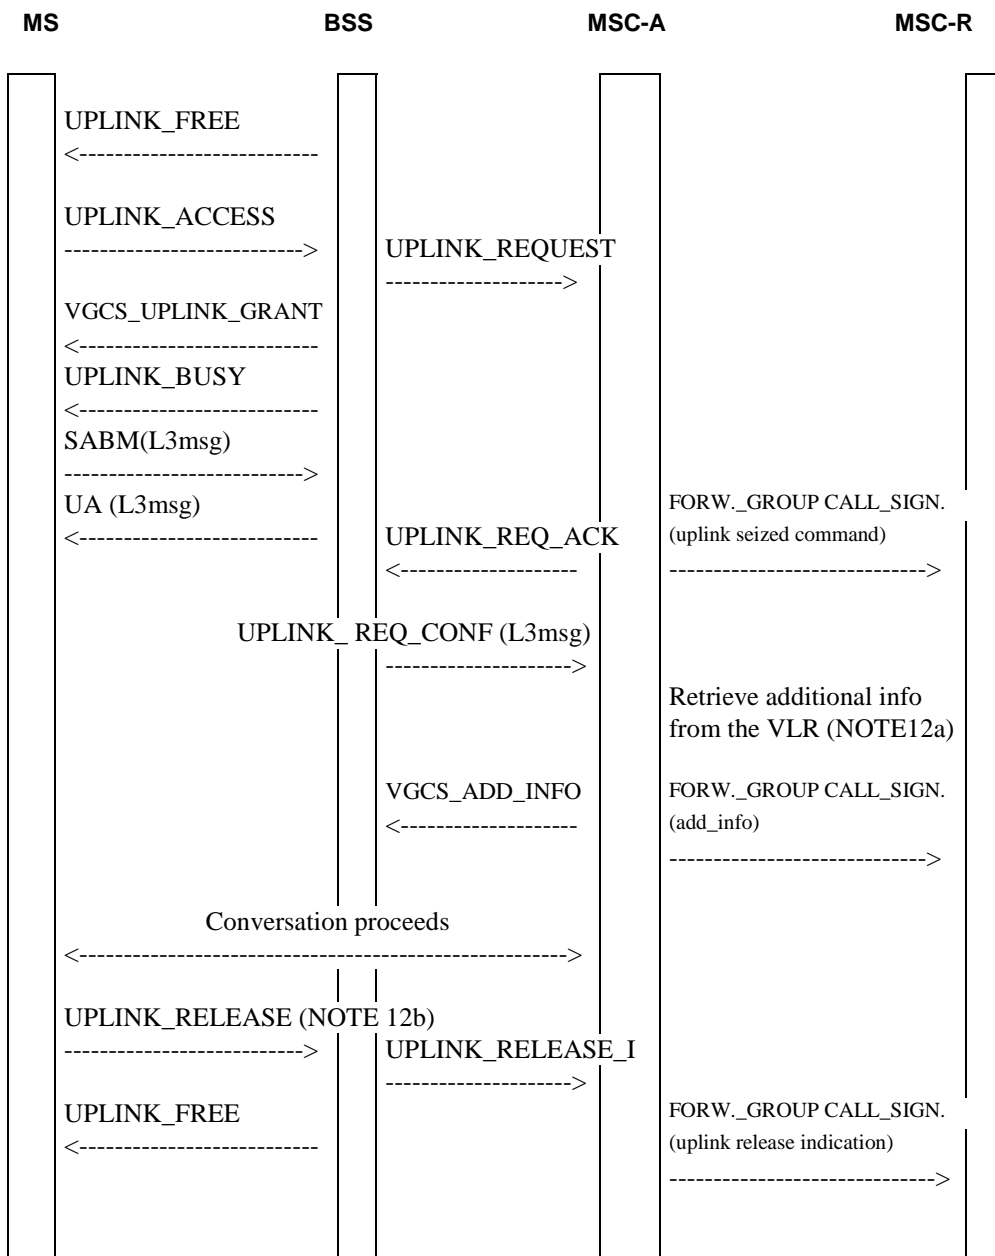 MS BSS MSC-A MSC-R
UPLINK_FREE
<---------------------------
UPLINK_ACCESS
---------------------------> UPLINK_REQUEST
-------------------->
VGCS_UPLINK_GRANT
<---------------------------
UPLINK_BUSY
<---------------------------
SABM(L3msg)
--------------------------->
UA (L3msg) FORW._GROUP CALL_SIGN.
<--------------------------- UPLINK_REQ_ACK (uplink seized command)
<-------------------- ----------------------------->
UPLINK_ REQ_CONF (L3msg)
--------------------->
Retrieve additional info
from the VLR (NOTE12a)
VGCS_ADD_INFO FORW._GROUP CALL_SIGN.
<-------------------- (add_info)
----------------------------->
Conversation proceeds
<------------------------------------------------------->
UPLINK_RELEASE (NOTE 12b)
---------------------------> UPLINK_RELEASE_I
--------------------->
UPLINK_FREE FORW._GROUP CALL_SIGN.
<--------------------------- (uplink release indication)
------------------------------>